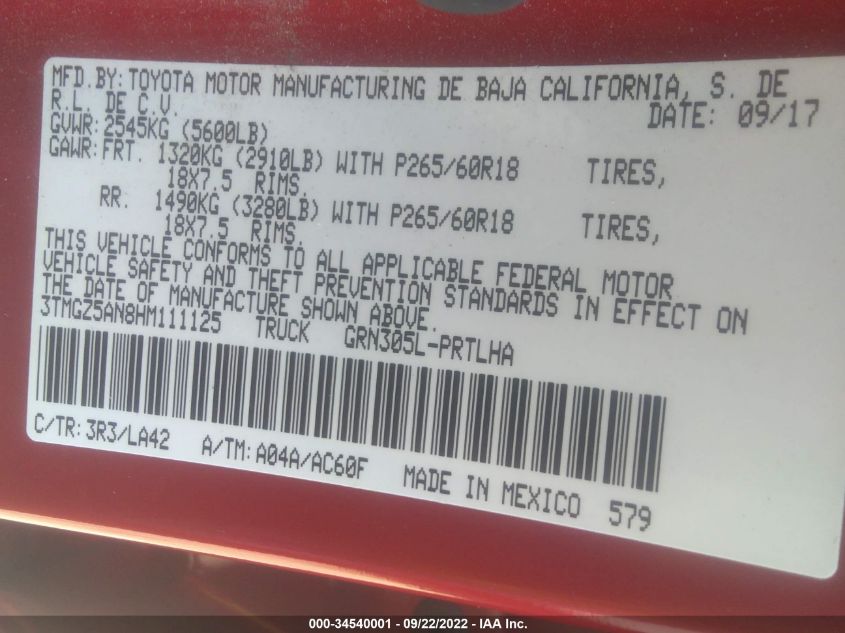 MFD.BY: TOYOTA MOTOR MANUFACTURING DE BAJA CALIFORNIA, S. DE
R.L. DE C.V. DATE: 09/17
GVWR: 2545KG (5600LB)
GAWR: FRT. 1320KG (2910LB) WITH P265/60R18 TIRES,
18X7.5 RIMS,
RR. 1490KG (3280LB) WITH P265/60R18 TIRES,
18X7.5 RIMS,
THIS VEHICLE CONFORMS TO ALL APPLICABLE FEDERAL MOTOR
VEHICLE SAFETY AND THEFT PREVENTION STANDARDS IN EFFECT ON
THE DATE OF MANUFACTURE SHOWN ABOVE.
3TMGZ5AN8HM111125 TRUCK GRN305L-PRTLHA
C/TR: 3R3/LA42 A/TM: A04A/AC60F MADE IN MEXICO 579
000-34540001 - 09/22/2022 - IAA Inc.